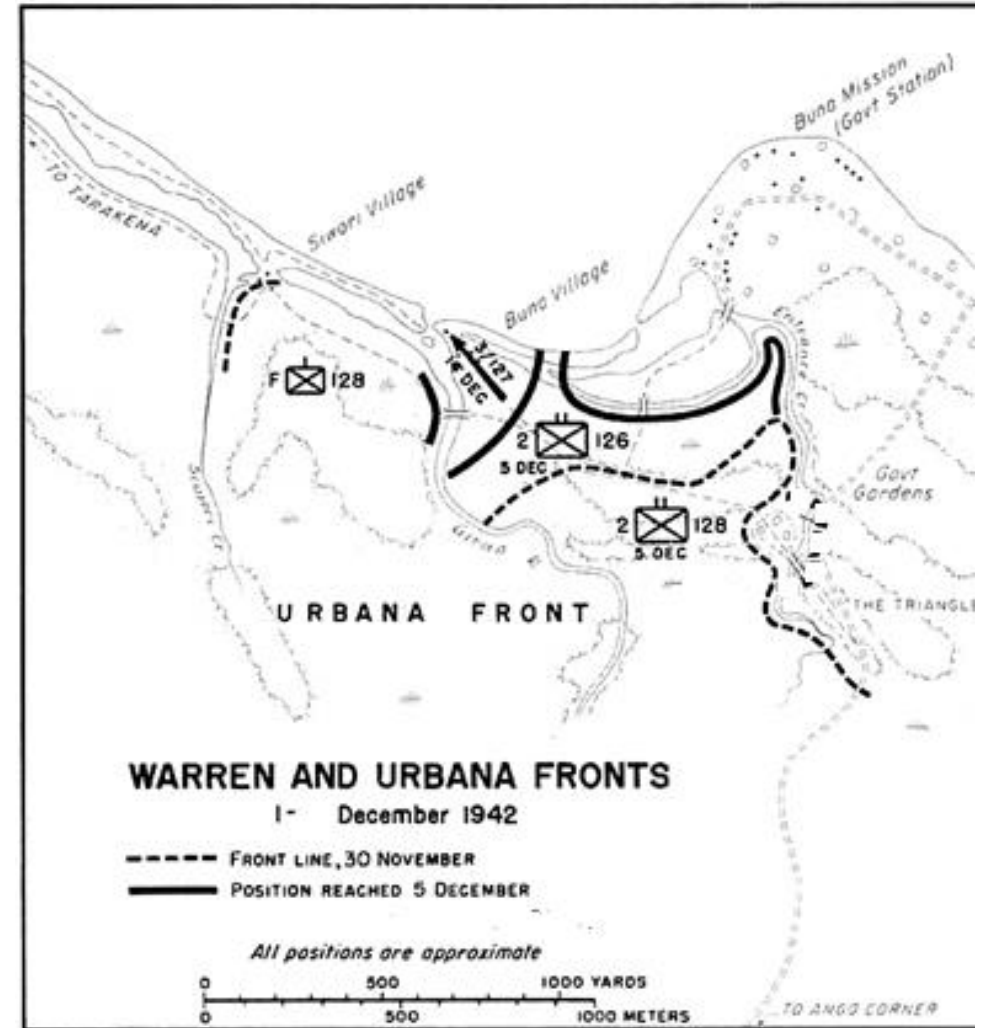 Buna Mission
(Govt Station)
TO TARAKENA
Siwori Village
Buna Village
Entrance Cr
3/127
14 DEC
F 128
2 126
5 DEC
Govt
Gardens
2 128
5 DEC
Siwori Cr
Girua
URBANA FRONT
THE TRIANGLE
WARREN AND URBANA FRONTS
1- December 1942
FRONT LINE, 30 NOVEMBER
POSITION REACHED 5 DECEMBER
All positions are approximate
0 500 1000 YARDS
0 500 1000 METERS
TO ANGO CORNER